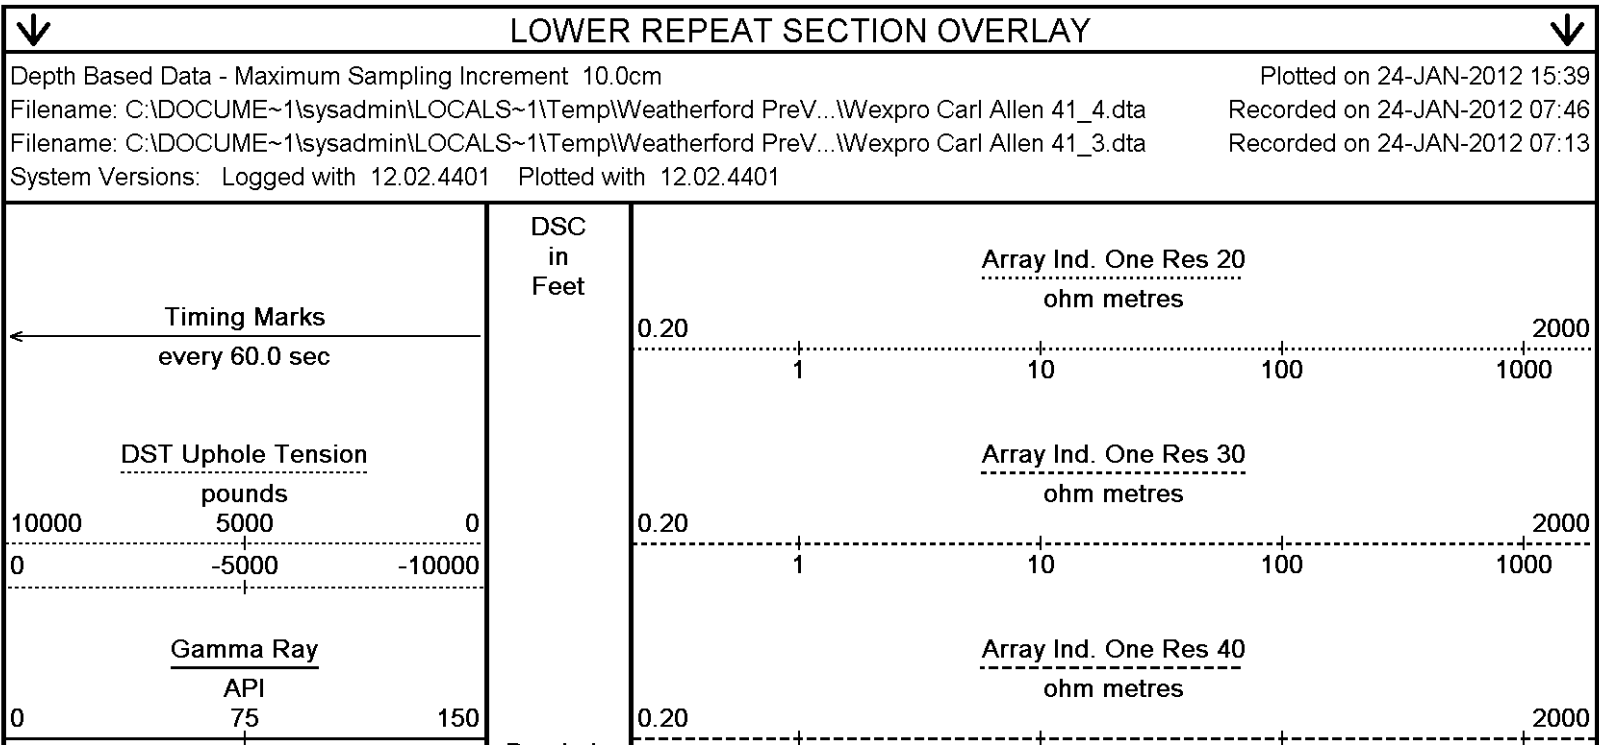 LOWER REPEAT SECTION OVERLAY
Depth Based Data - Maximum Sampling Increment 10.0cm Plotted on 24-JAN-2012 15:39
Filename: C:\DOCUME~1\sysadmin\LOCALS~1\Temp\Weatherford PreV...\Wexpro Carl Allen 41_4.dta Recorded on 24-JAN-2012 07:46
Filename: C:\DOCUME~1\sysadmin\LOCALS~1\Temp\Weatherford PreV...\Wexpro Carl Allen 41_3.dta Recorded on 24-JAN-2012 07:13
System Versions: Logged with 12.02.4401 Plotted with 12.02.4401
Timing Marks
every 60.0 sec
DST Uphole Tension
pounds
10000 5000 0
0 -5000 -10000
Gamma Ray
API
0 75 150
DSC
in
Feet
Array Ind. One Res 20
ohm metres
0.20 2000
1 10 100 1000
Array Ind. One Res 30
ohm metres
0.20 2000
1 10 100 1000
Array Ind. One Res 40
ohm metres
0.20 2000